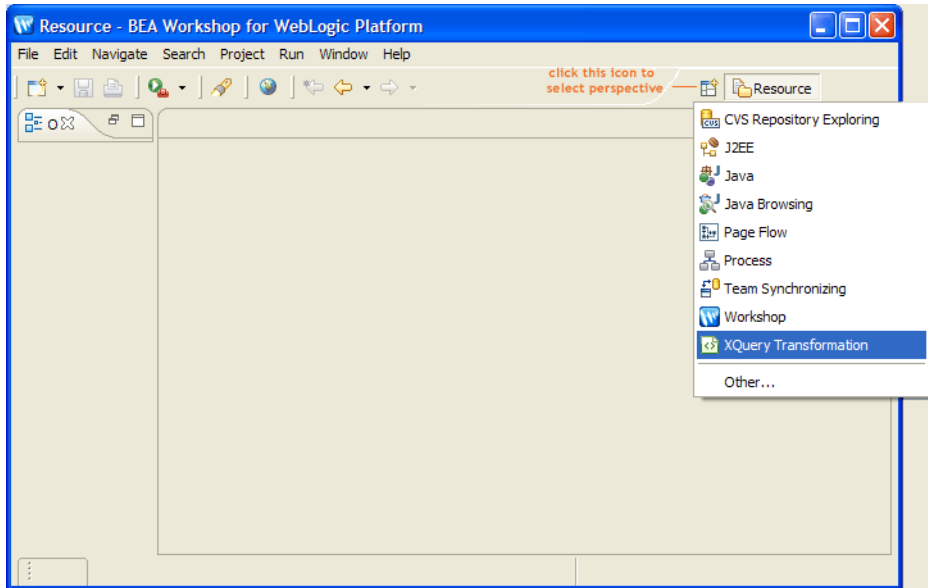 Resource - BEA Workshop for WebLogic Platform
File Edit Navigate Search Project Run Window Help
click this icon to
select perspective
Resource
o
CVS Repository Exploring
J2EE
Java
Java Browsing
Page Flow
Process
Team Synchronizing
Workshop
XQuery Transformation
Other...